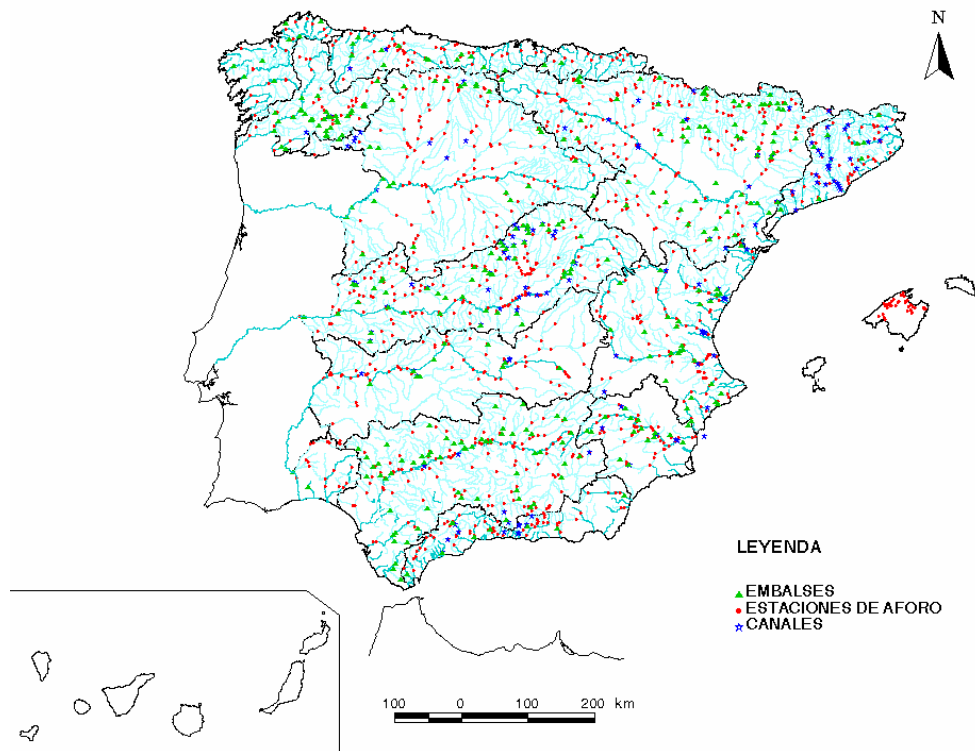 N
LEYENDA
EMBALSES
ESTACIONES DE AFORO
CANALES
100 0 100 200 km